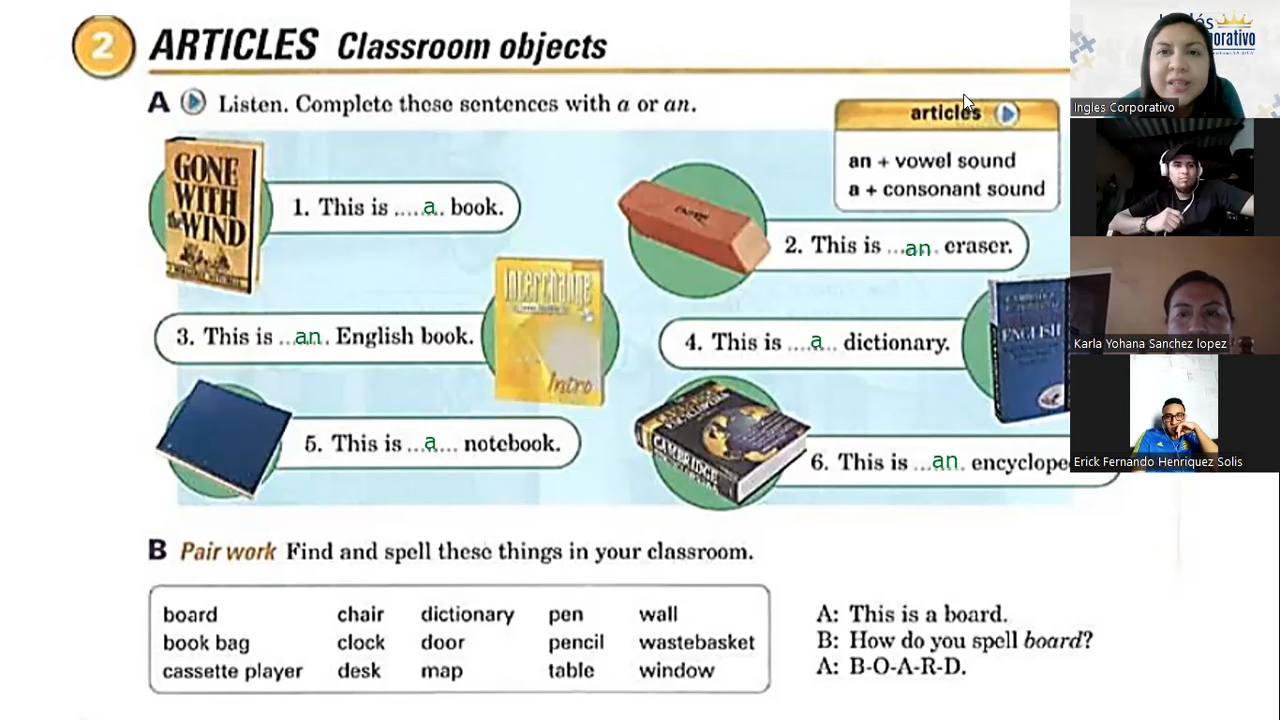 2 ARTICLES Classroom objects
A Listen. Complete these sentences with a or an.
articles
an + vowel sound
a + consonant sound
GONE
WITH
the WIND
1. This is .....a.. book.
2. This is ...an.. eraser.
Interchange
Intro
3. This is ...an.. English book.
4. This is ....a... dictionary.
ENGLISH
5. This is ...a.... notebook.
6. This is ...an.. encyclope
B Pair work Find and spell these things in your classroom.
board chair dictionary pen wall
book bag clock door pencil wastebasket
cassette player desk map table window
A: This is a board.
B: How do you spell board?
A: B-O-A-R-D.
Ingles Corporativo
Karla Yohana Sanchez lopez
Erick Fernando Henriquez Solis